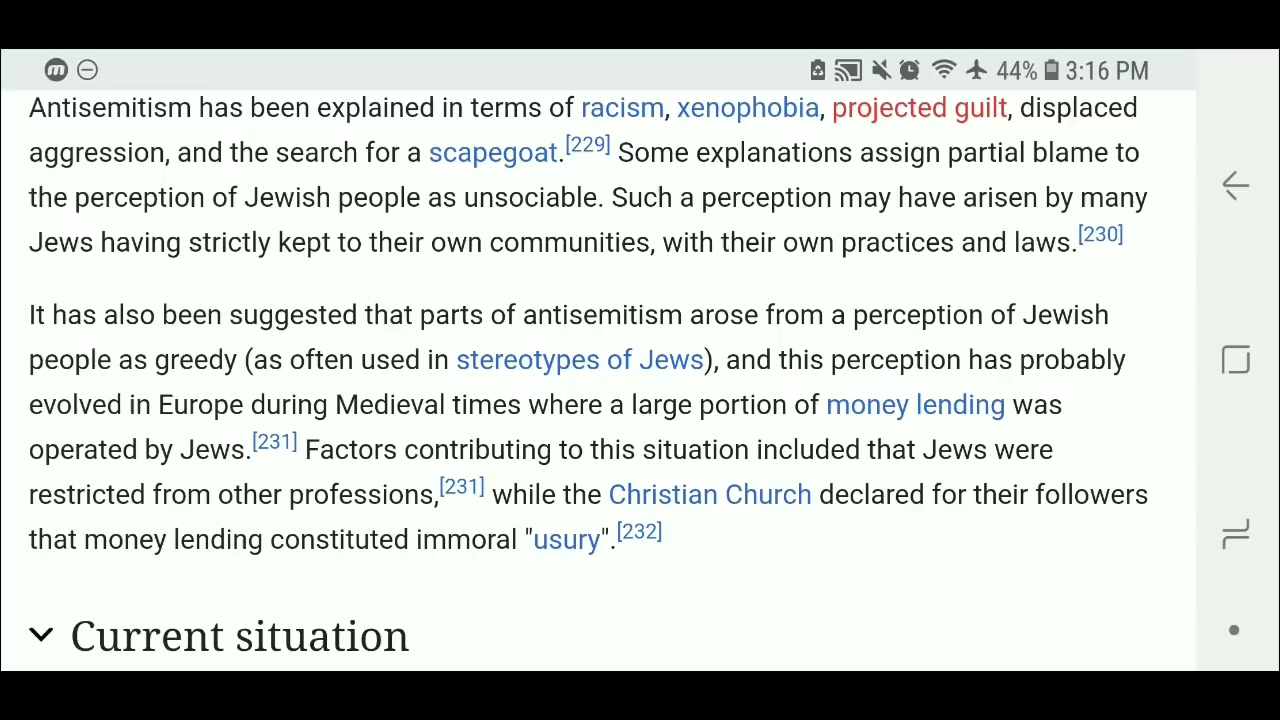 44% 3:16 PM
Antisemitism has been explained in terms of racism, xenophobia, projected guilt, displaced
aggression, and the search for a scapegoat.[229] Some explanations assign partial blame to
the perception of Jewish people as unsociable. Such a perception may have arisen by many
Jews having strictly kept to their own communities, with their own practices and laws.[230]
It has also been suggested that parts of antisemitism arose from a perception of Jewish
people as greedy (as often used in stereotypes of Jews), and this perception has probably
evolved in Europe during Medieval times where a large portion of money lending was
operated by Jews.[231] Factors contributing to this situation included that Jews were
restricted from other professions,[231] while the Christian Church declared for their followers
that money lending constituted immoral "usury".[232]
Current situation